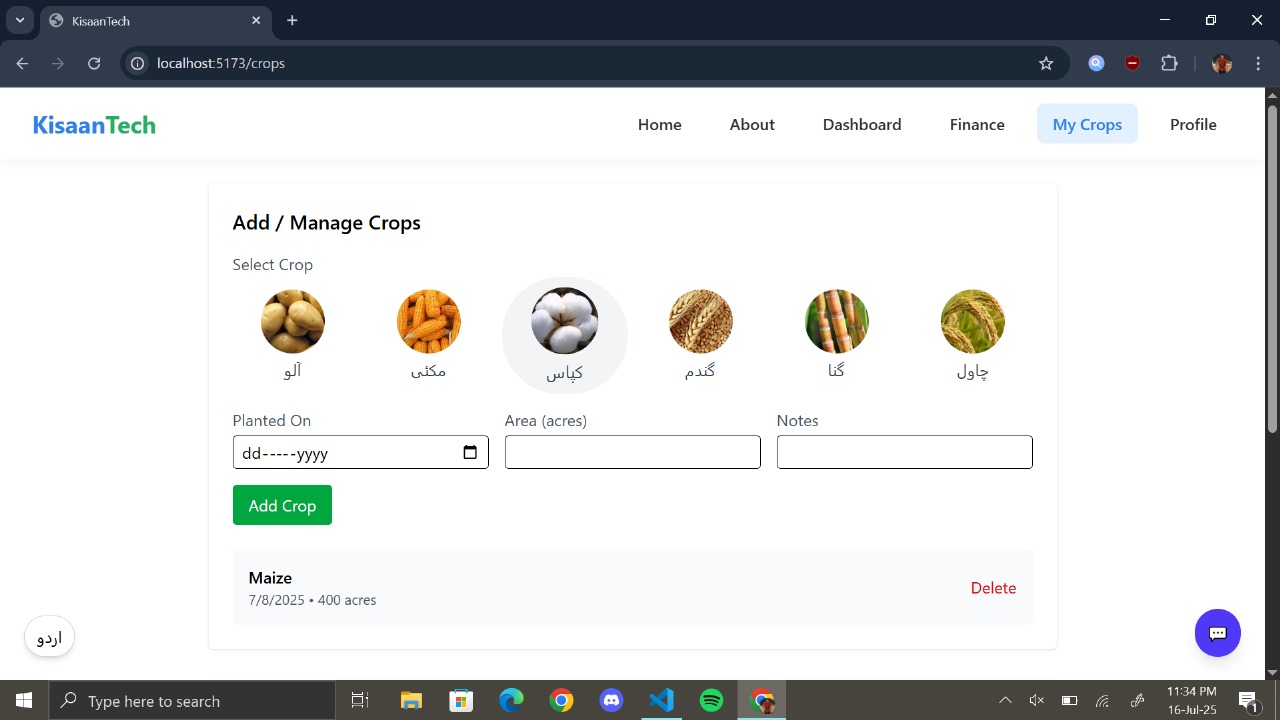 KisaanTech
localhost:5173/crops
KisaanTech
Home About Dashboard Finance My Crops Profile
Add / Manage Crops
Select Crop
آلو مکئی کپاس گندم گنا چاول
Planted On Area (acres) Notes
dd-----yyyy
Add Crop
Maize
7/8/2025 • 400 acres
Delete
اردو
Type here to search
11:34 PM
16-Jul-25
1